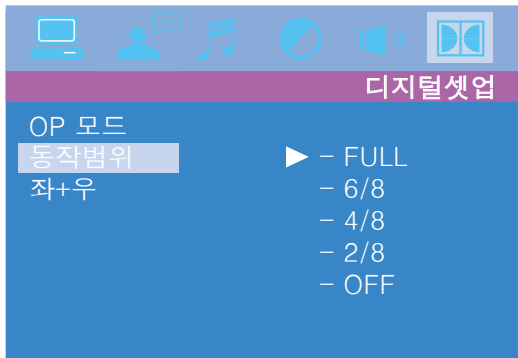 디지털셋업
OP 모드
동작범위
좌+우
▶ - FULL
- 6/8
- 4/8
- 2/8
- OFF